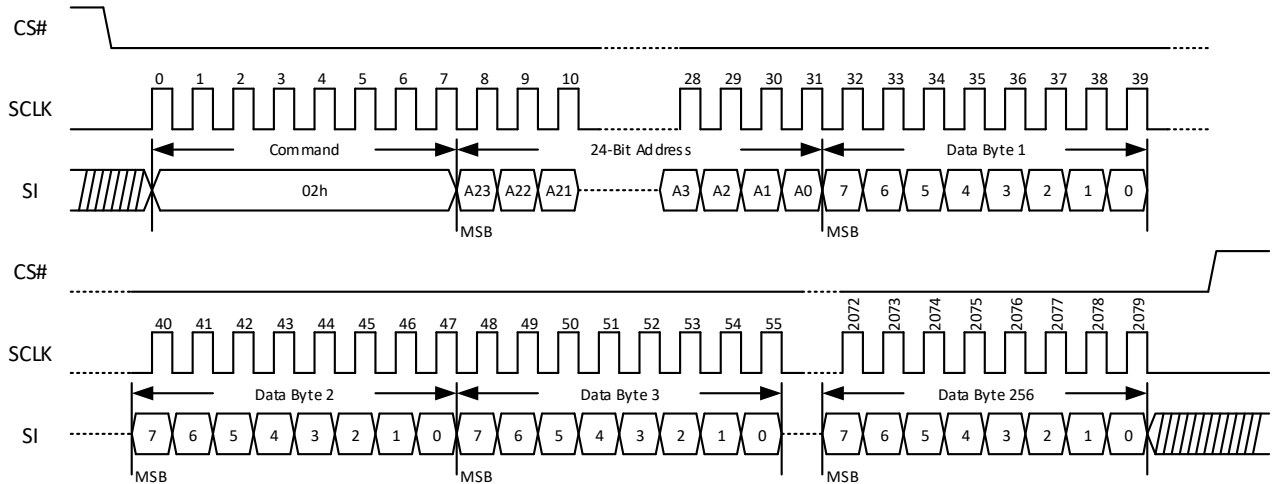 CS#
0 1 2 3 4 5 6 7 8 9 10 28 29 30 31 32 33 34 35 36 37 38 39
SCLK
Command 24-Bit Address Data Byte 1
SI 02h A23 A22 A21 A3 A2 A1 A0 7 6 5 4 3 2 1 0
MSB MSB
CS#
40 41 42 43 44 45 46 47 48 49 50 51 52 53 54 55 2072 2073 2074 2075 2076 2077 2078 2079
SCLK
Data Byte 2 Data Byte 3 Data Byte 256
SI 7 6 5 4 3 2 1 0 7 6 5 4 3 2 1 0 7 6 5 4 3 2 1 0
MSB MSB MSB